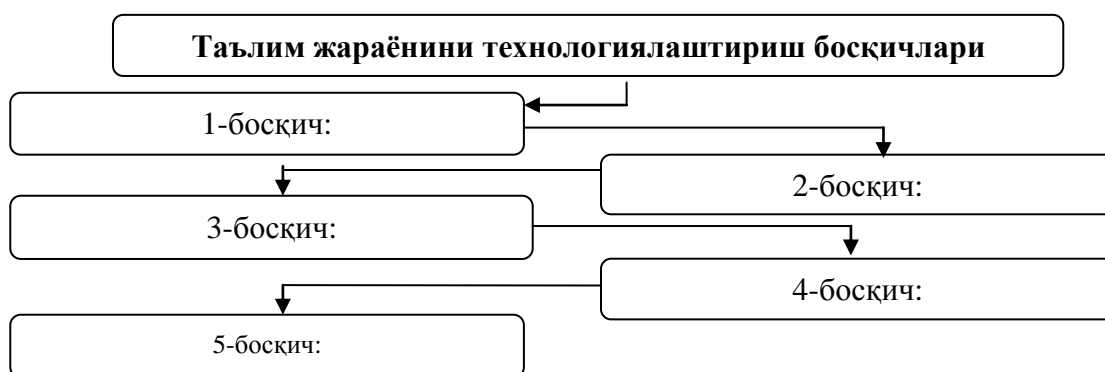 Таълим жараёнини технологиялаштириш босқичлари
1-босқич:
2-босқич:
3-босқич:
4-босқич:
5-босқич: